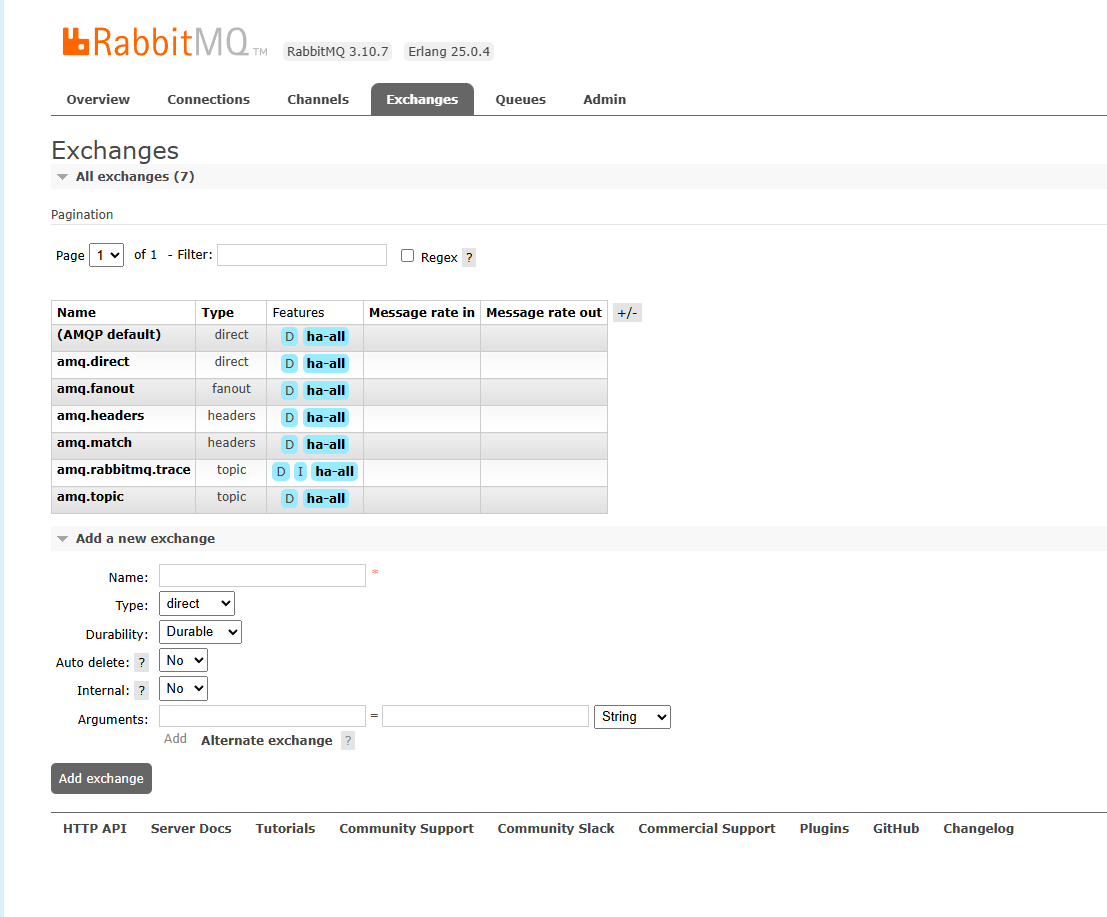 RabbitMQ TM RabbitMQ 3.10.7 Erlang 25.0.4
Overview Connections Channels Exchanges Queues Admin
Exchanges
All exchanges (7)
Pagination
Page 1 of 1 - Filter: Regex ?
Name Type Features Message rate in Message rate out +/-
(AMQP default) direct D ha-all
amq.direct direct D ha-all
amq.fanout fanout D ha-all
amq.headers headers D ha-all
amq.match headers D ha-all
amq.rabbitmq.trace topic D I ha-all
amq.topic topic D ha-all
Add a new exchange
Name: *
Type: direct
Durability: Durable
Auto delete: ? No
Internal: ? No
Arguments: = String
Add Alternate exchange ?
Add exchange
HTTP API Server Docs Tutorials Community Support Community Slack Commercial Support Plugins GitHub Changelog